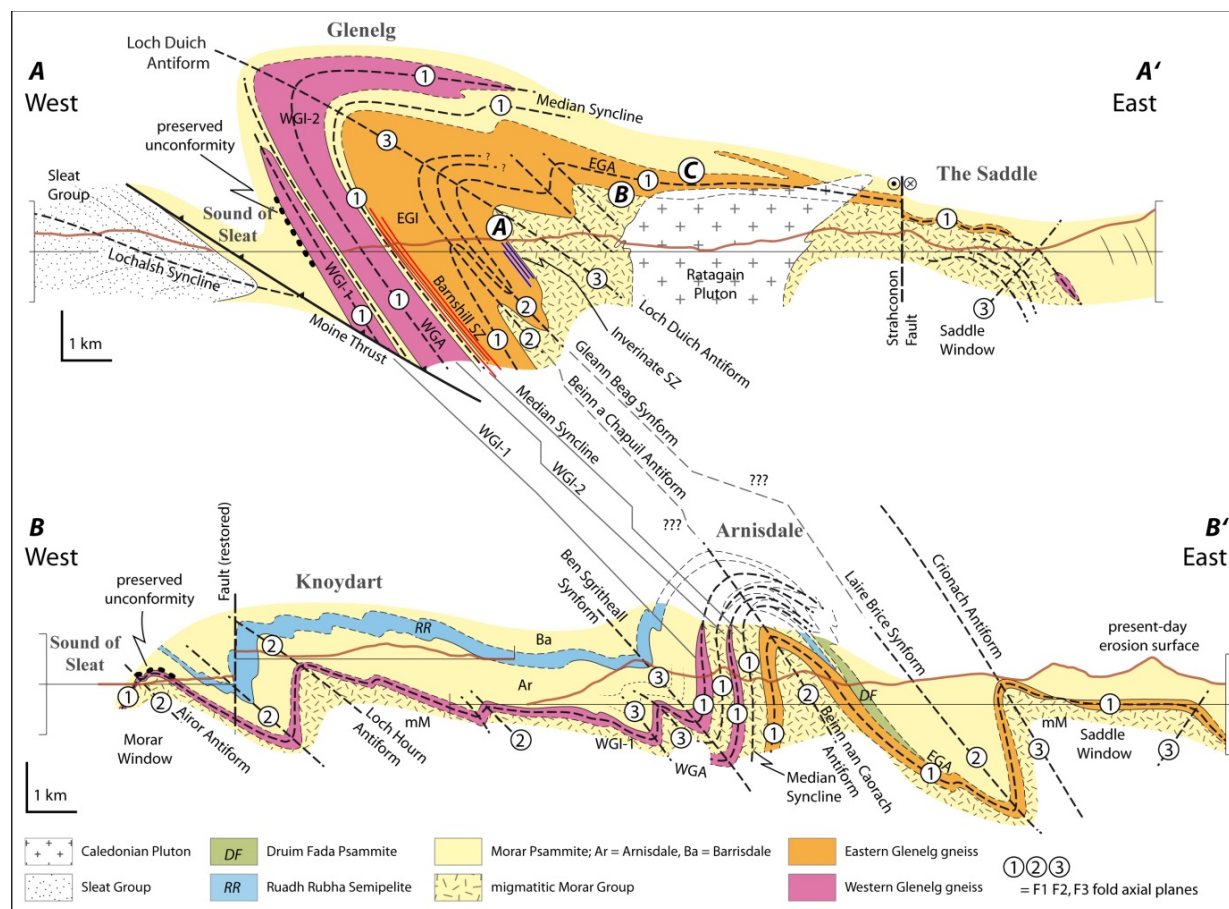 Glenelg
Loch Duich
Antiform
A
West
A'
East
1
Median Syncline
1
WGI-2
preserved
unconformity
3
?
?
EGA
1
C
B
Sleat
Group
Sound of
Sleat
The Saddle
1
EGI
A
1
Lochalsh Syncline
WGI-1
1
1
WGA
Barnshill SZ
1
2
2
3
Ratagain
Pluton
Strahconon
Fault
3
Saddle
Window
1 km
Moine Thrust
Loch Duich Antiform
Inverinate SZ
Gleann Beag Synform
Beinn a Chapuil Antiform
Median Syncline
WGI-1
WGI-2
???
???
Arnisdale
B
West
B'
East
Fault (restored)
Knoydart
Ben Sgritheall
Synform
Crionach Antiform
Laire Brice Synform
preserved
unconformity
Sound of
Sleat
present-day
erosion surface
2
RR
Ba
Ar
3
1
1
1
1
2
DF
1
2
Airor Antiform
2
Loch Hourn
Antiform
mM
2
WGI-1
3
3
WGA
1
Beinn nan Caorach
Antiform
EGA
1
2
mM
1
Saddle
Window
3
3
Morar
Window
Median
Syncline
1 km
Caledonian Pluton
DF
Druim Fada Psammite
Morar Psammite; Ar = Arnisdale, Ba = Barrisdale
Eastern Glenelg gneiss
1 2 3
Sleat Group
RR
Ruadh Rubha Semipelite
migmatitic Morar Group
Western Glenelg gneiss
= F1 F2, F3 fold axial planes